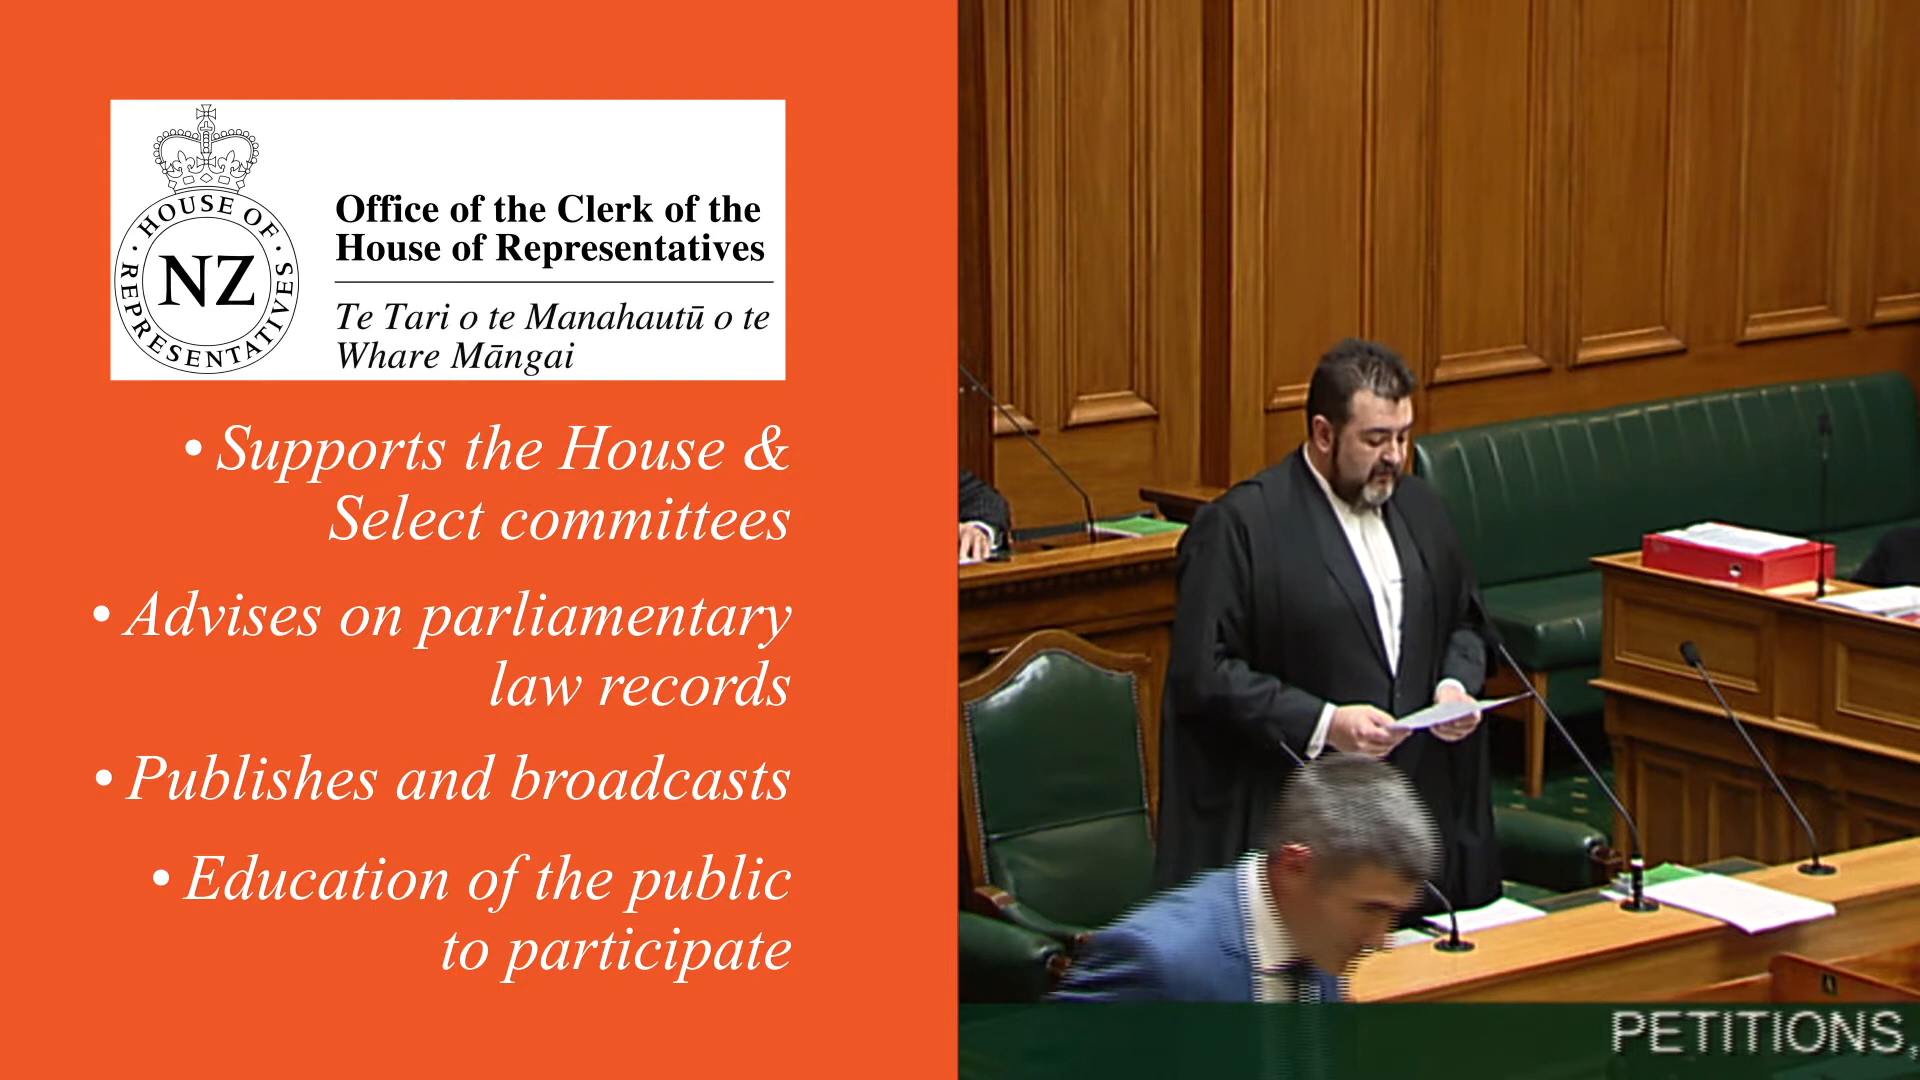 HOUSE OF
REPRESENTATIVES
NZ
Office of the Clerk of the
House of Representatives
Te Tari o te Manahautū o te
Whare Māngai
• Supports the House &
Select committees
• Advises on parliamentary
law records
• Publishes and broadcasts
• Education of the public
to participate
PETITIONS,